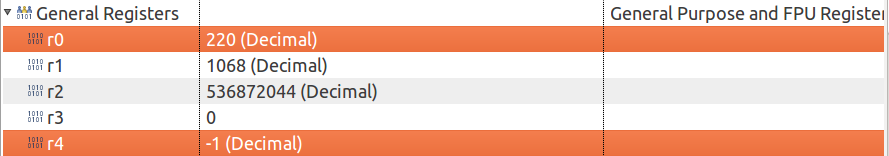 General Registers General Purpose and FPU Register
r0 220 (Decimal)
r1 1068 (Decimal)
r2 536872044 (Decimal)
r3 0
r4 -1 (Decimal)